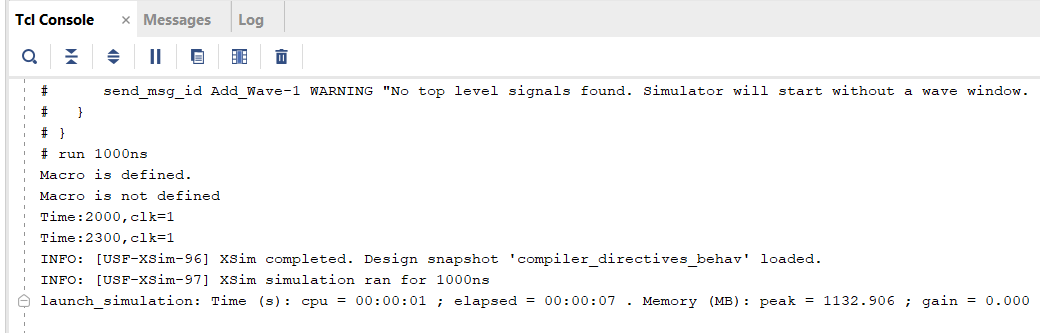 Tcl Console × Messages Log
# send_msg_id Add_Wave-1 WARNING "No top level signals found. Simulator will start without a wave window.
# }
# }
# run 1000ns
Macro is defined.
Macro is not defined
Time:2000,clk=1
Time:2300,clk=1
INFO: [USF-XSim-96] XSim completed. Design snapshot 'compiler_directives_behav' loaded.
INFO: [USF-XSim-97] XSim simulation ran for 1000ns
launch_simulation: Time (s): cpu = 00:00:01 ; elapsed = 00:00:07 . Memory (MB): peak = 1132.906 ; gain = 0.000